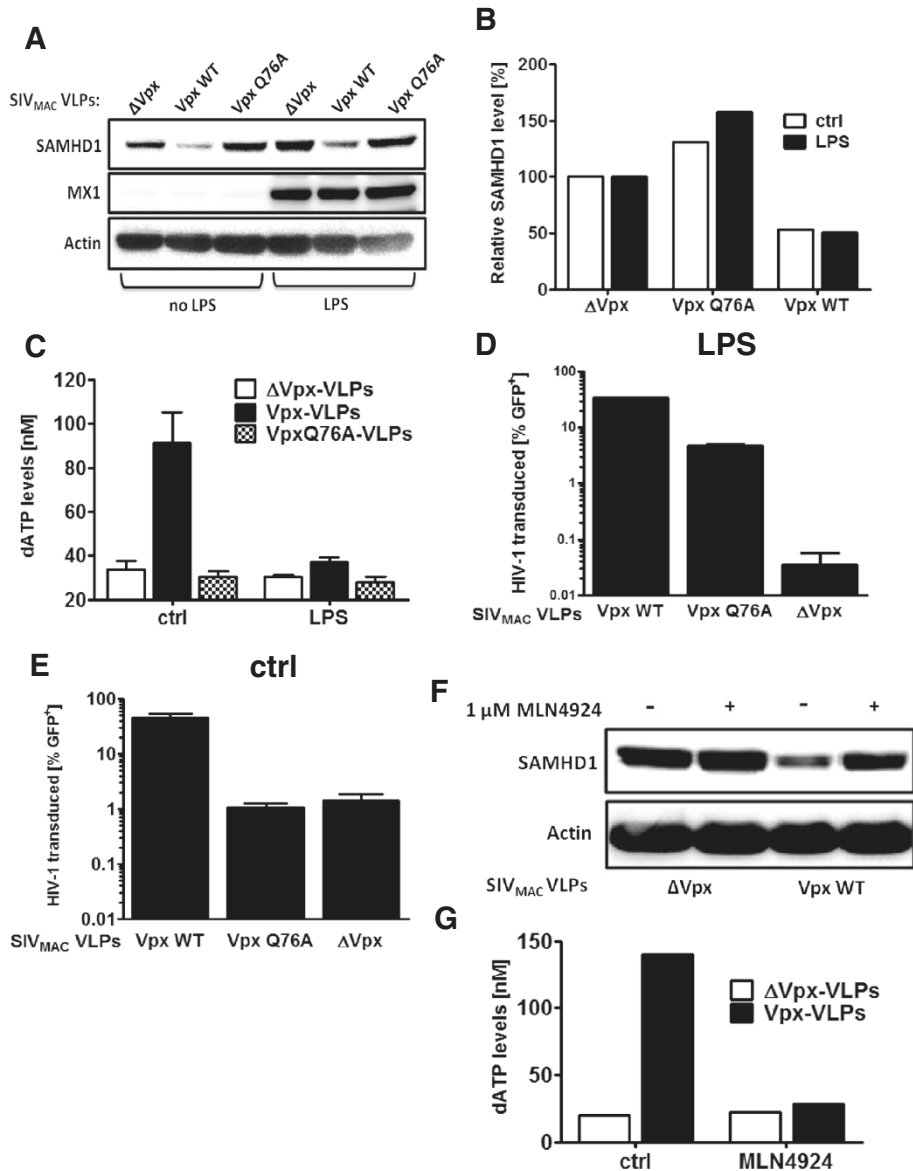 A
SIVMAC VLPs:
ΔVpx
Vpx WT
Vpx Q76A
ΔVpx
Vpx WT
Vpx Q76A
SAMHD1
MX1
Actin
no LPS
LPS
B
Relative SAMHD1 level [%]
200
150
100
50
0
ctrl
LPS
ΔVpx
Vpx Q76A
Vpx WT
C
dATP levels [nM]
120
100
80
60
40
20
ΔVpx-VLPs
Vpx-VLPs
VpxQ76A-VLPs
ctrl
LPS
D
LPS
HIV-1 transduced [% GFP+]
100
10
1
0.1
0.01
SIVMAC VLPs
Vpx WT
Vpx Q76A
ΔVpx
E
ctrl
HIV-1 transduced [% GFP+]
100
10
1
0.1
0.01
SIVMAC VLPs
Vpx WT
Vpx Q76A
ΔVpx
F
1 µM MLN4924
-
+
-
+
SAMHD1
Actin
SIVMAC VLPs
ΔVpx
Vpx WT
G
dATP levels [nM]
150
100
50
0
ΔVpx-VLPs
Vpx-VLPs
ctrl
MLN4924